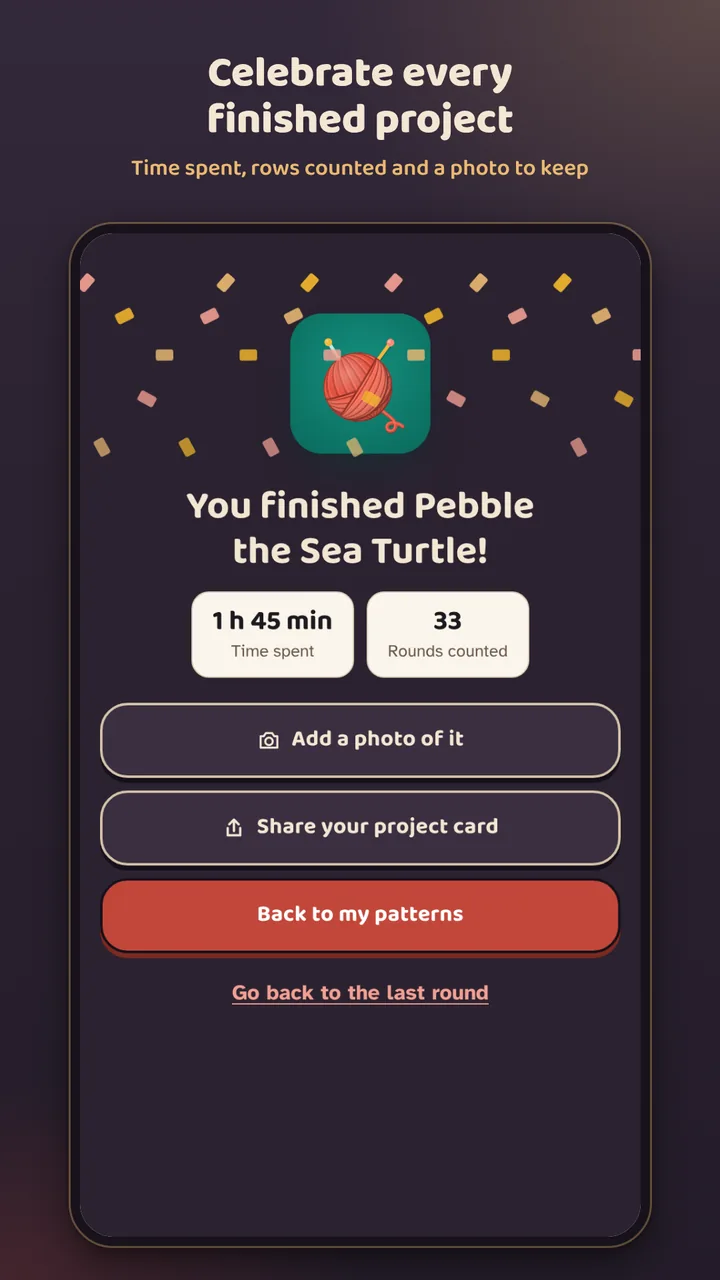 Celebrate every
finished project
Time spent, rows counted and a photo to keep
You finished Pebble
the Sea Turtle!
1 h 45 min
Time spent
33
Rounds counted
Add a photo of it
Share your project card
Back to my patterns
Go back to the last round